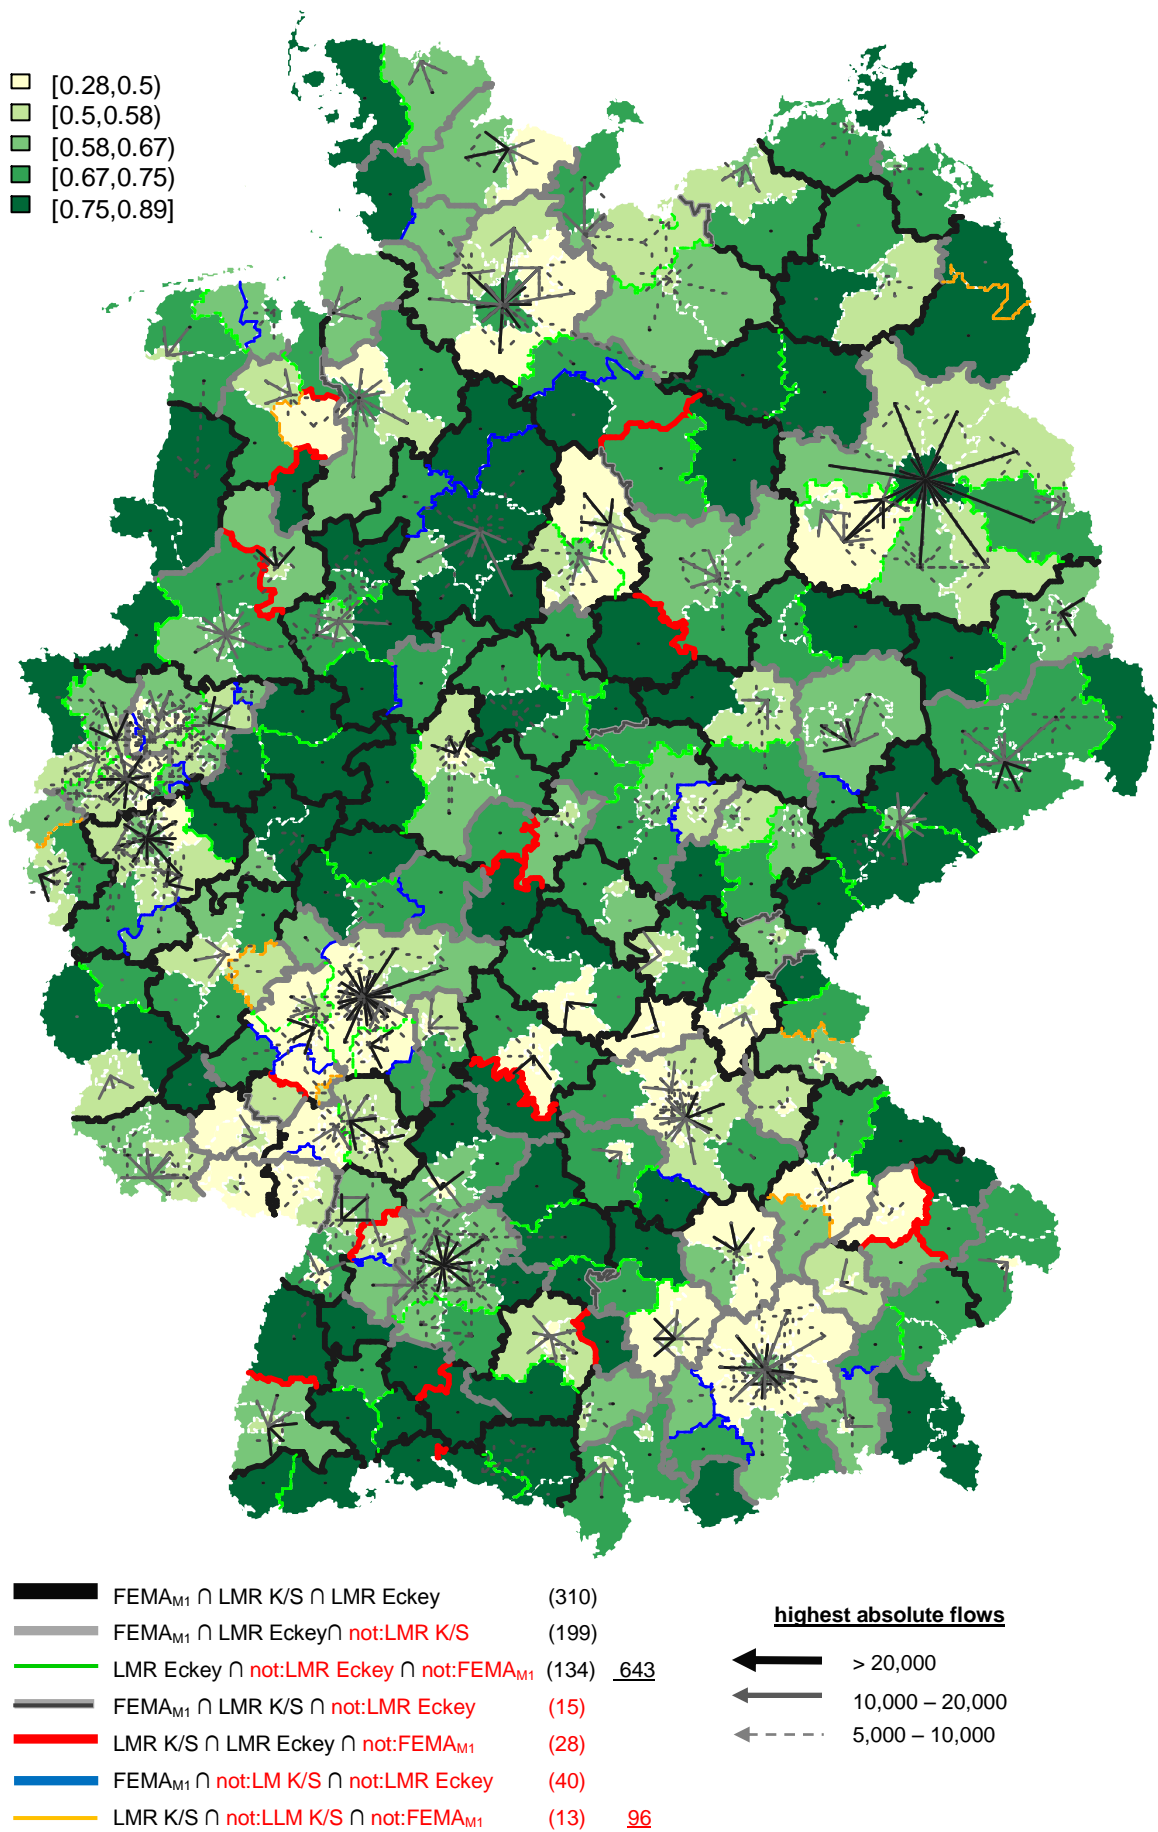 [0.28,0.5)
[0.5,0.58)
[0.58,0.67)
[0.67,0.75)
[0.75,0.89]
FEMAM1 ∩ LMR K/S ∩ LMR Eckey (310)
FEMAM1 ∩ LMR Eckey∩ not:LMR K/S (199)
LMR Eckey ∩ not:LMR Eckey ∩ not:FEMAM1 (134) 643
FEMAM1 ∩ LMR K/S ∩ not:LMR Eckey (15)
LMR K/S ∩ LMR Eckey ∩ not:FEMAM1 (28)
FEMAM1 ∩ not:LM K/S ∩ not:LMR Eckey (40)
LMR K/S ∩ not:LLM K/S ∩ not:FEMAM1 (13) 96
highest absolute flows
> 20,000
10,000 – 20,000
5,000 – 10,000